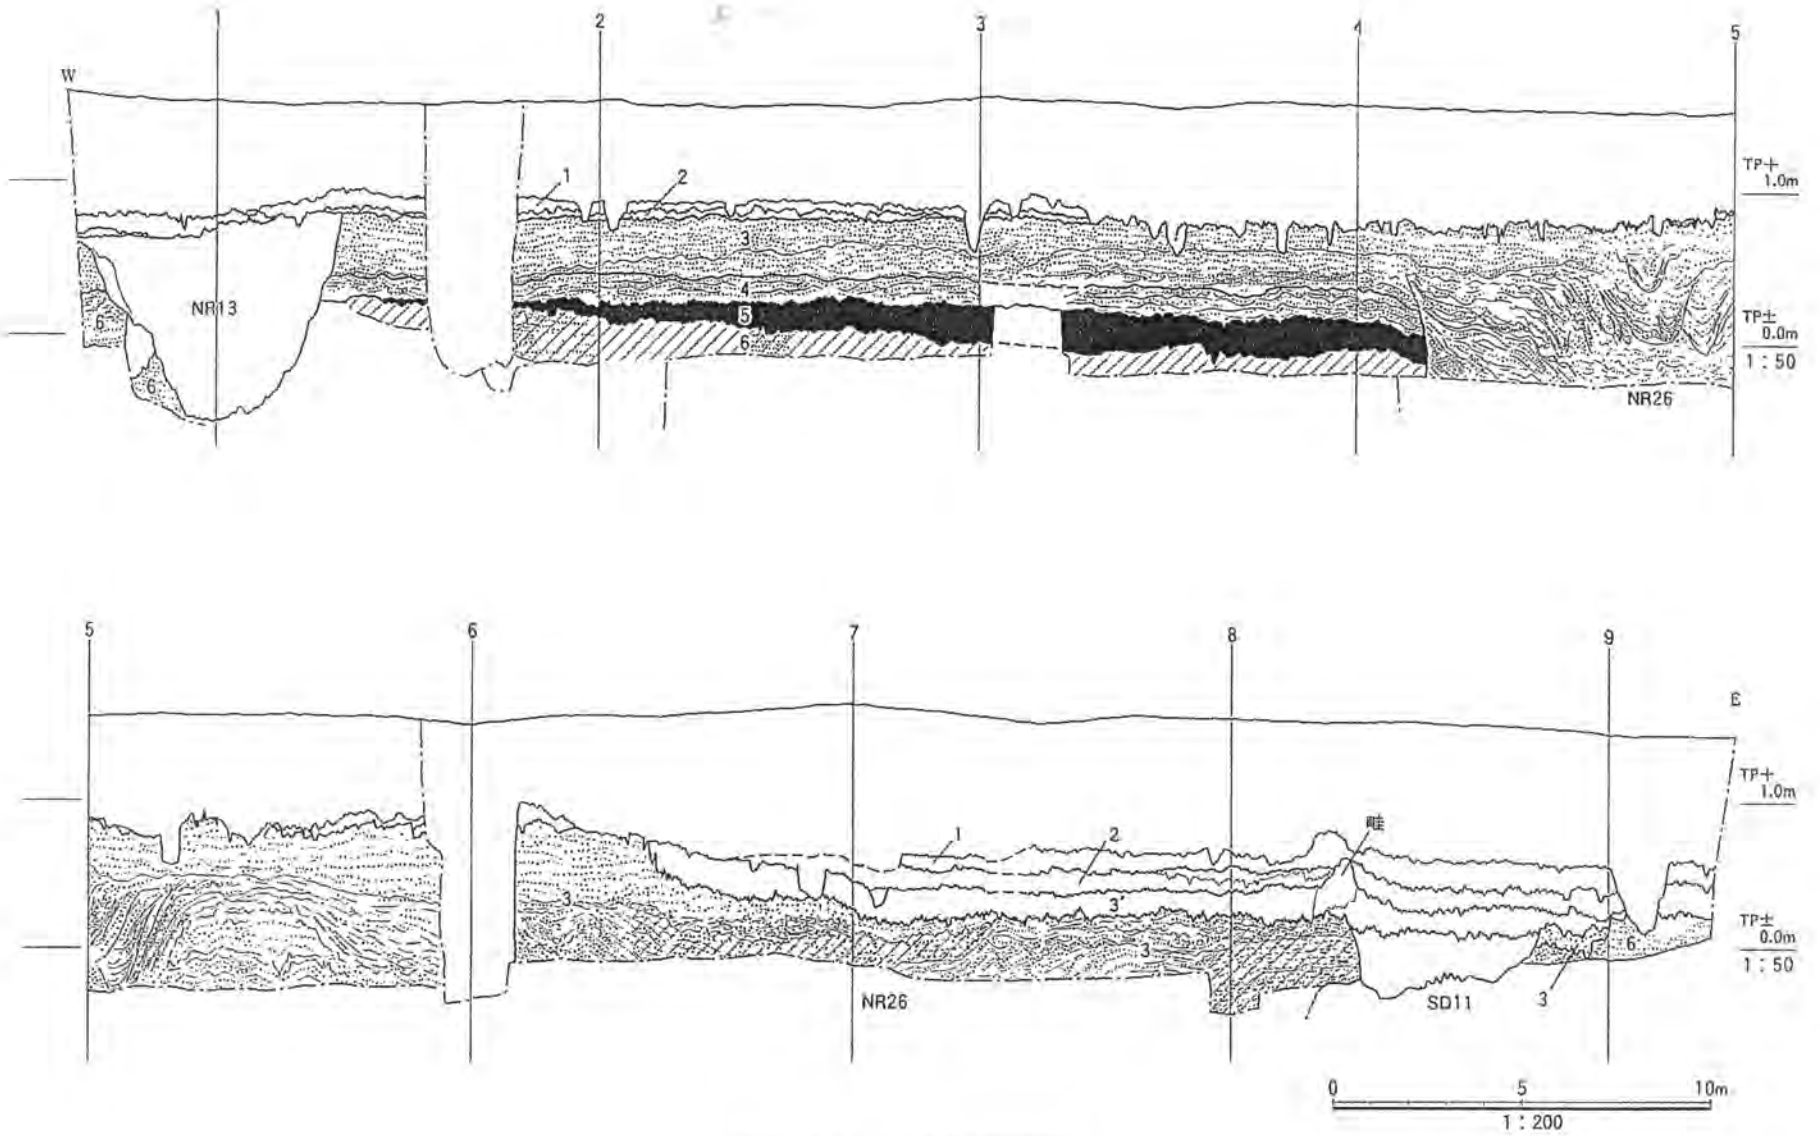 1 2 3 4 5
W
TP+
1.0m
1 2
3
4
NR13
5
TP±
0.0m
6 6
1 : 50
6
NR26
5 6 7 8 9
E
TP+
1.0m
畦
1 2
3 3'
TP±
0.0m
3 6
1 : 50
NR26 SD11 3
0 5 10m
1 : 200